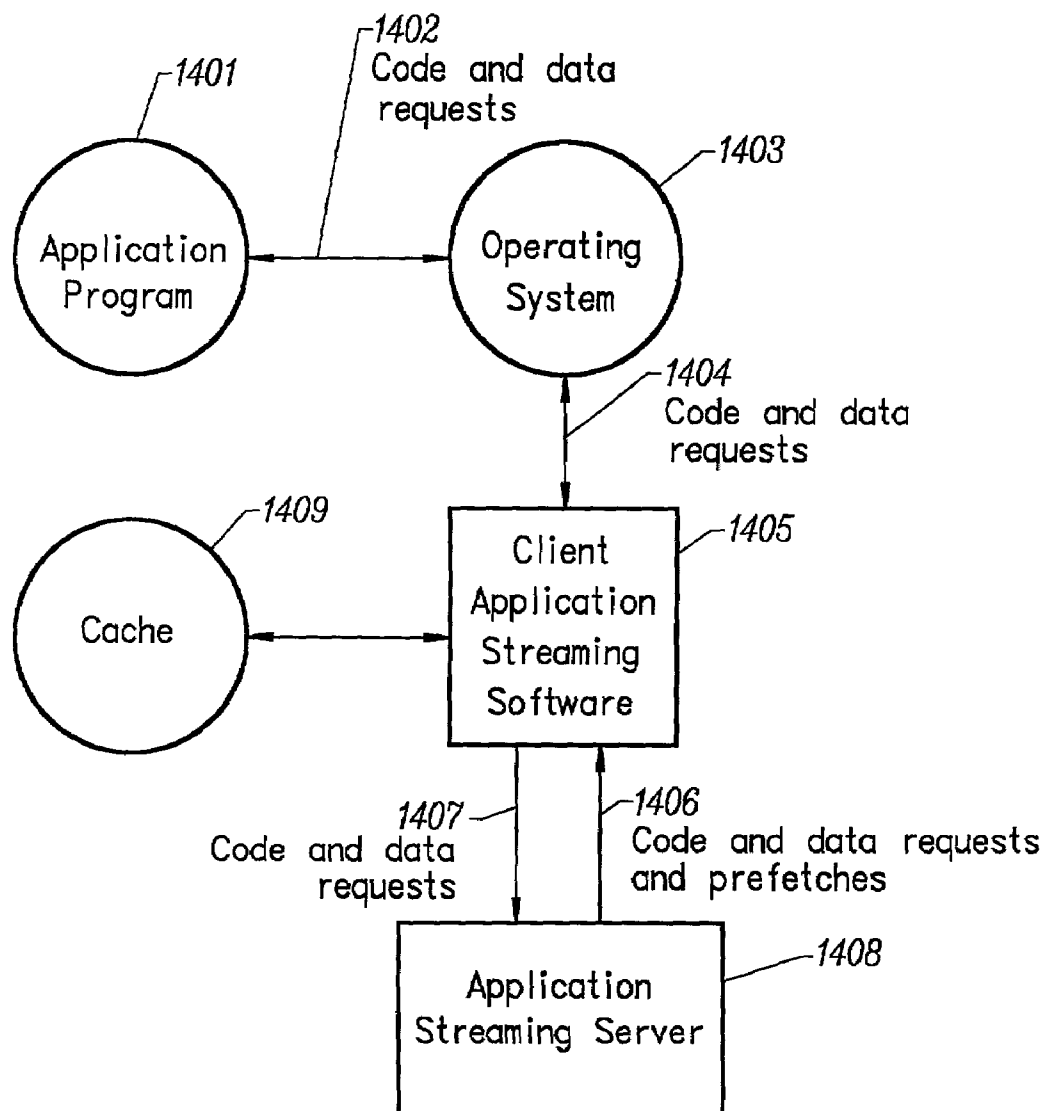 1402
Code and data
requests
1401
1403
Application
Program
Operating
System
1404
Code and data
requests
1409
1405
Cache
Client
Application
Streaming
Software
1407
Code and data
requests
1406
Code and data requests
and prefetches
1408
Application
Streaming Server